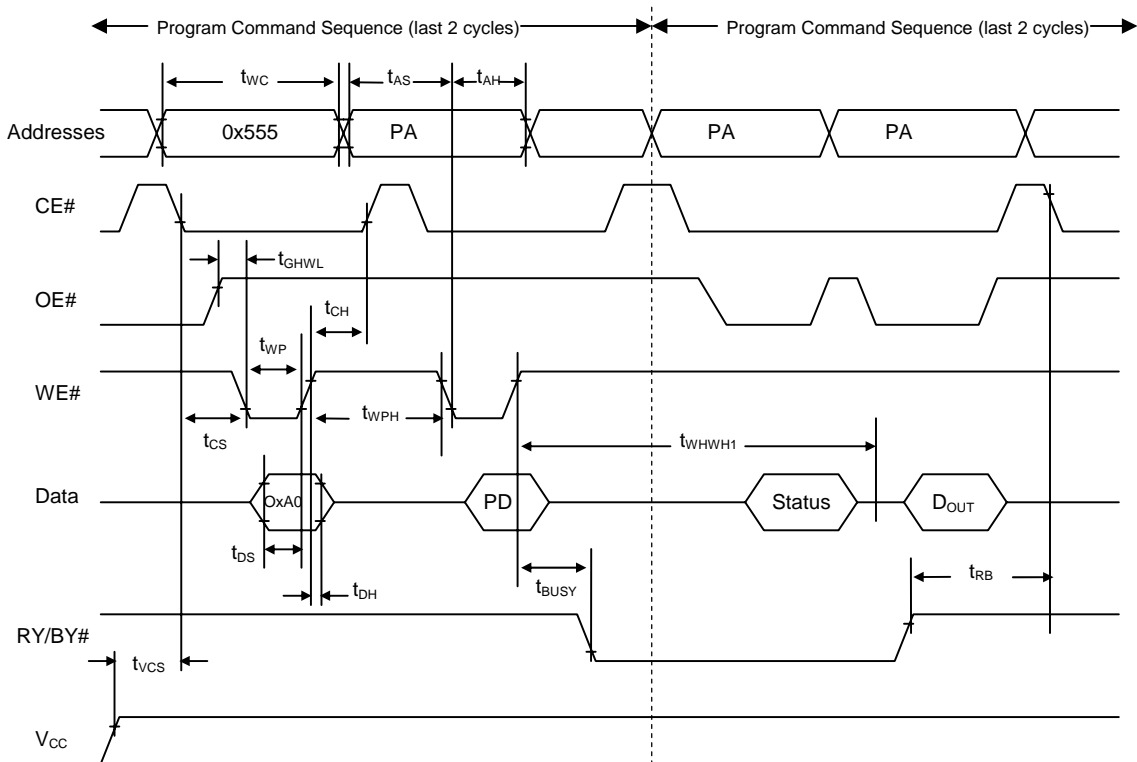 Program Command Sequence (last 2 cycles) Program Command Sequence (last 2 cycles)
tWC tAS tAH
Addresses 0x555 PA PA PA
CE#
tGHWL
OE#
tCH
tWP
WE#
tWPH
tCS tWHWH1
Data OxA0 PD Status DOUT
tDS
tDH tBUSY tRB
RY/BY#
tVCS
VCC